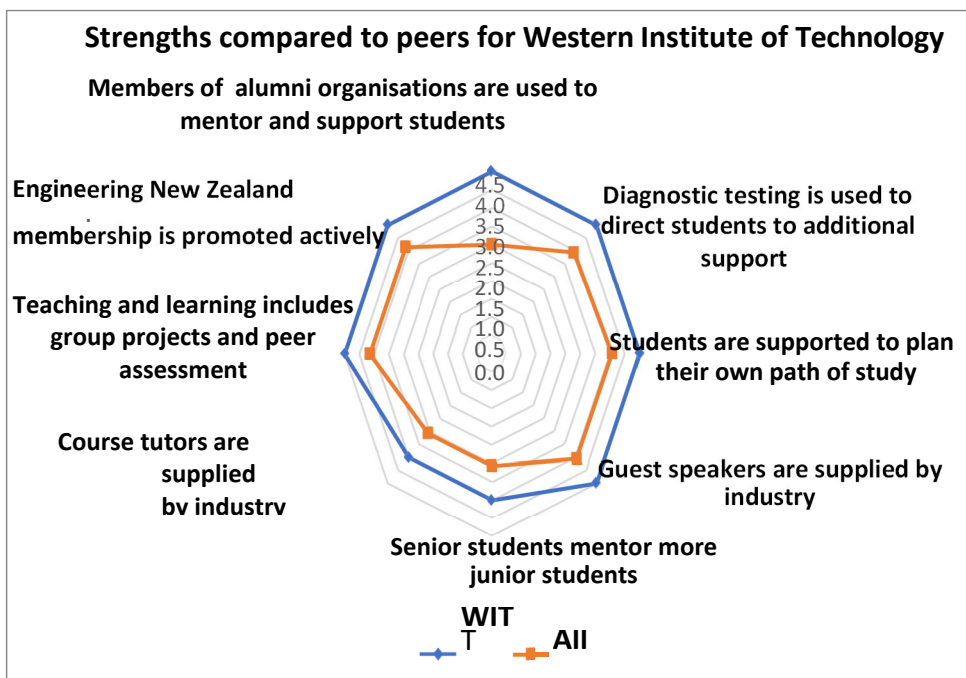 Strengths compared to peers for Western Institute of Technology
Members of alumni organisations are used to
mentor and support students
Engineering New Zealand
membership is promoted actively
Diagnostic testing is used to
direct students to additional
support
4.5
4.0
3.5
3.0
2.5
2.0
1.5
1.0
0.5
0.0
Teaching and learning includes
group projects and peer
assessment
Students are supported to plan
their own path of study
Course tutors are
supplied
by industry
Guest speakers are supplied by
industry
Senior students mentor more
junior students
WIT
T
All